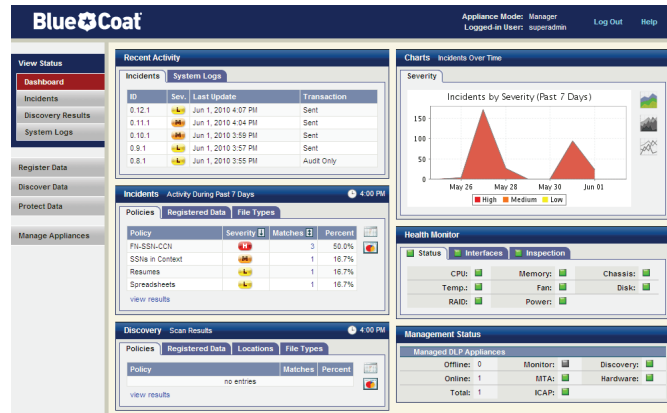 Blue Coat
Appliance Mode: Manager
Logged-in User: superadmin
Log Out
Help
View Status
Dashboard
Incidents
Discovery Results
System Logs
Register Data
Discover Data
Protect Data
Manage Appliances
Recent Activity
Incidents System Logs
ID Sev. Last Update Transaction
0.12.1 L Jun 1, 2010 4:07 PM Sent
0.11.1 M Jun 1, 2010 4:04 PM Sent
0.10.1 M Jun 1, 2010 3:59 PM Sent
0.9.1 L Jun 1, 2010 3:57 PM Sent
0.8.1 L Jun 1, 2010 3:55 PM Audit Only
Incidents Activity During Past 7 Days 4:00 PM
Policies Registered Data File Types
Policy Severity Matches Percent
FN-SSN-CCN H 3 50.0%
SSNs in Context M 1 16.7%
Resumes L 1 16.7%
Spreadsheets L 1 16.7%
view results
Discovery Scan Results 4:00 PM
Policies Registered Data Locations File Types
Policy Matches Percent
no entries
view results
Charts Incidents Over Time
Severity
Incidents by Severity (Past 7 Days)
150
100
50
0
May 26 May 28 May 30 Jun 01
High Medium Low
Health Monitor
Status Interfaces Inspection
CPU: Memory: Chassis:
Temp.: Fan: Disk:
RAID: Power:
Management Status
Managed DLP Appliances
Offline: 0 Monitor: Discovery:
Online: 1 MTA: Hardware:
Total: 1 ICAP: